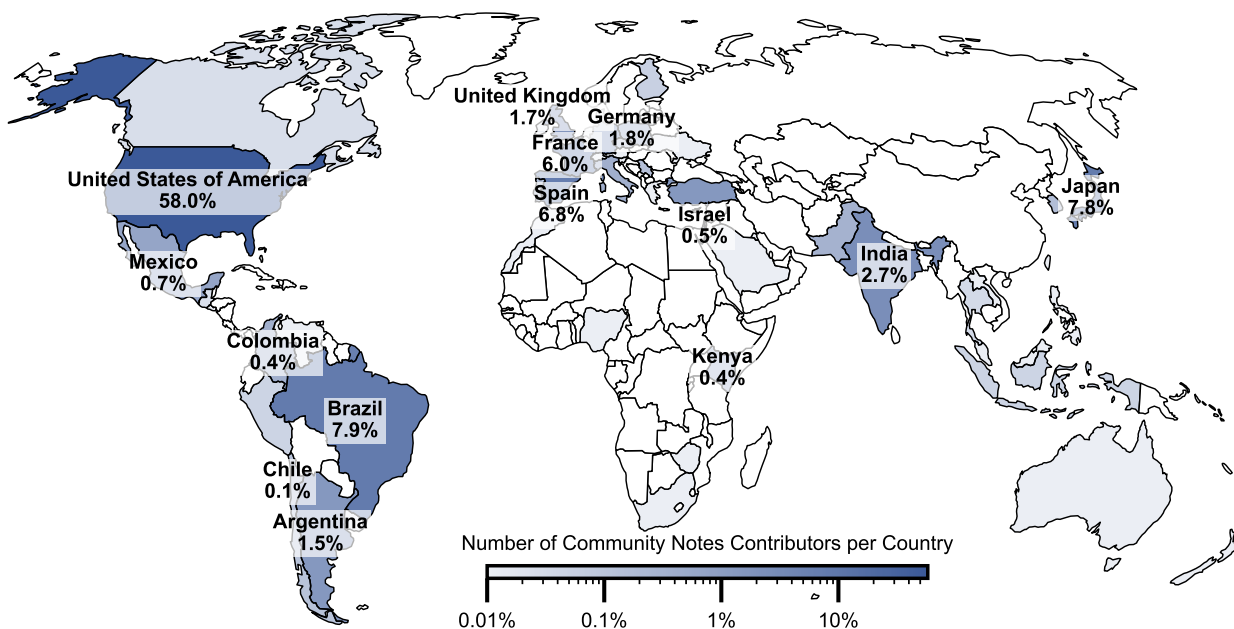 United Kingdom
1.7%
Germany
1.8%
France
6.0%
United States of America
58.0%
Spain
6.8%
Japan
7.8%
Israel
0.5%
India
2.7%
Mexico
0.7%
Colombia
0.4%
Kenya
0.4%
Brazil
7.9%
Chile
0.1%
Argentina
1.5%
Number of Community Notes Contributors per Country
0.01% 0.1% 1% 10%